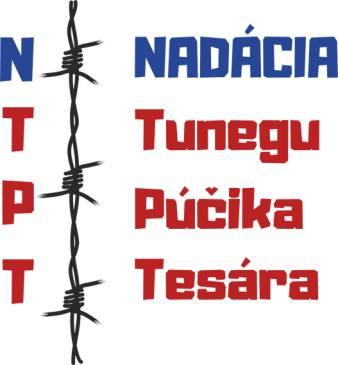 N NADÁCIA
T Tunegu
P Púčika
T Tesára